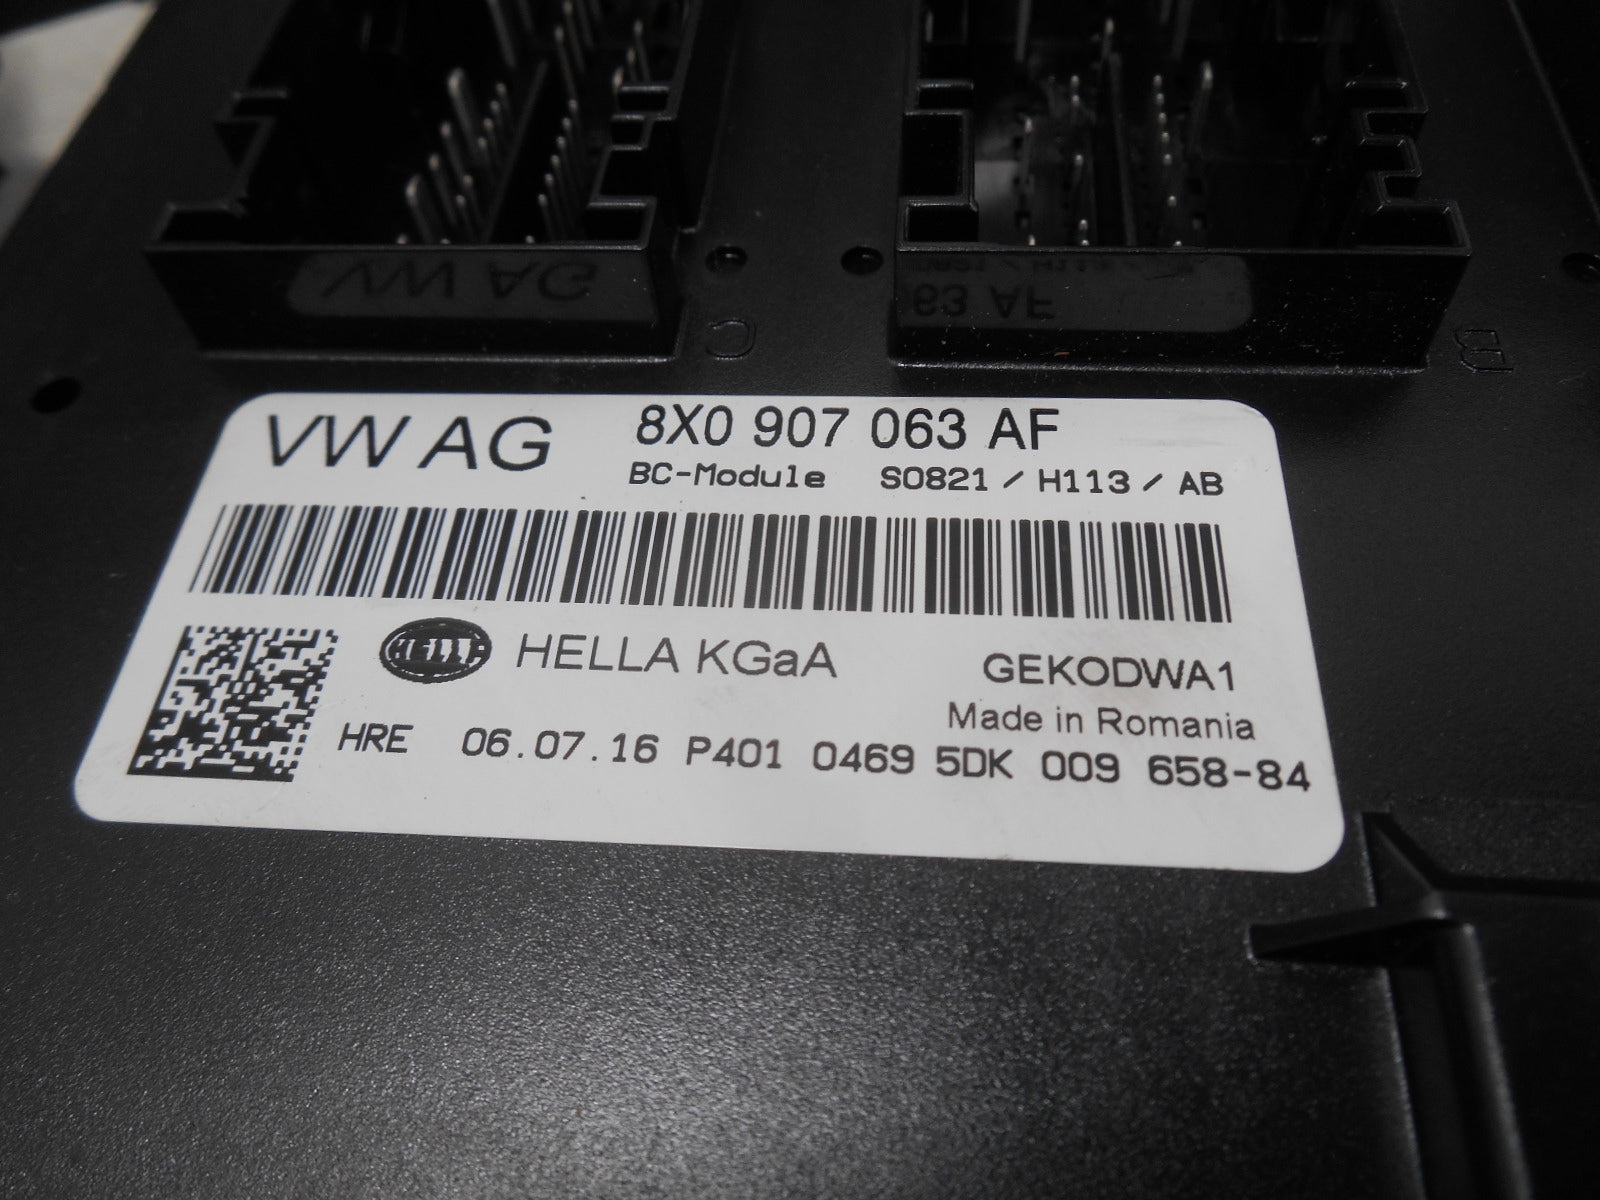 C
B
VW AG
8X0 907 063 AF
BC-Module S0821 / H113 / AB
HELLA
HELLA KGaA
GEKODWA1
Made in Romania
HRE 06.07.16 P401 0469 5DK 009 658-84